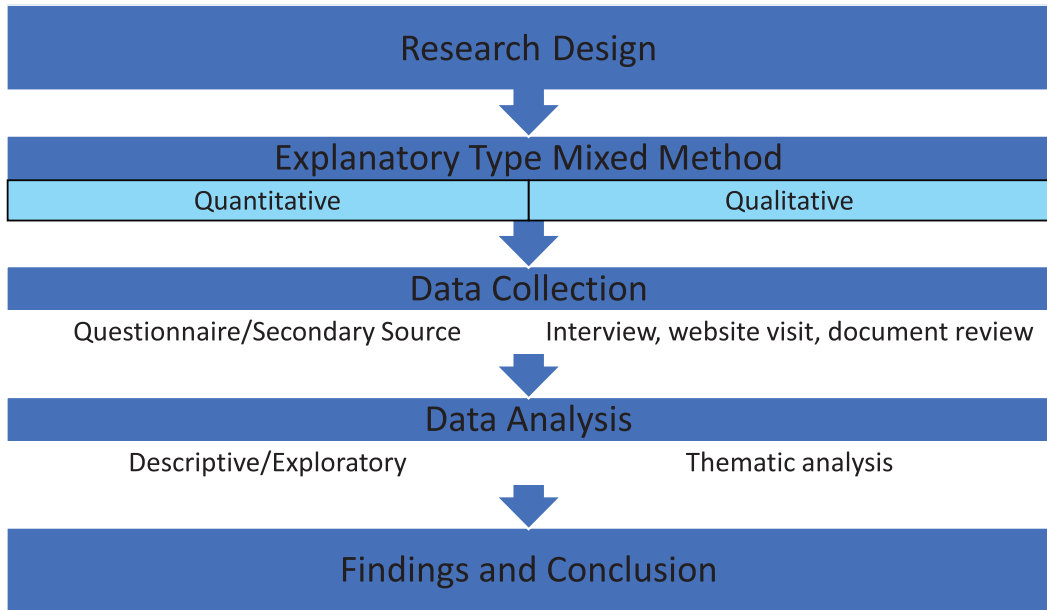 Research Design
Explanatory Type Mixed Method
Quantitative
Qualitative
Data Collection
Questionnaire/Secondary Source
Interview, website visit, document review
Data Analysis
Descriptive/Exploratory
Thematic analysis
Findings and Conclusion